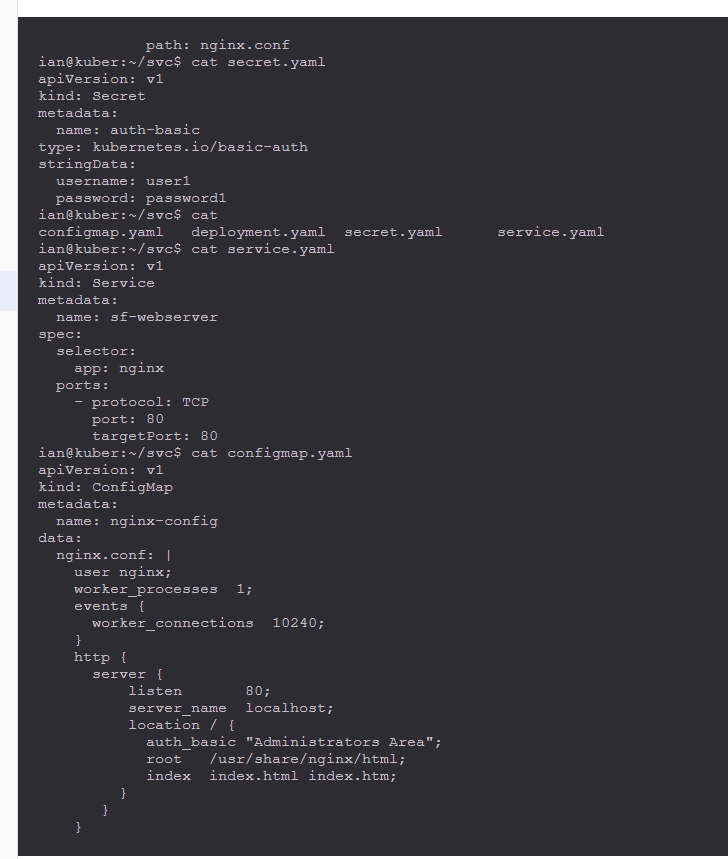 path: nginx.conf
ian@kuber:~/svc$ cat secret.yaml
apiVersion: v1
kind: Secret
metadata:
  name: auth-basic
type: kubernetes.io/basic-auth
stringData:
  username: user1
  password: password1
ian@kuber:~/svc$ cat
configmap.yaml   deployment.yaml  secret.yaml      service.yaml
ian@kuber:~/svc$ cat service.yaml
apiVersion: v1
kind: Service
metadata:
  name: sf-webserver
spec:
  selector:
    app: nginx
  ports:
    - protocol: TCP
      port: 80
      targetPort: 80
ian@kuber:~/svc$ cat configmap.yaml
apiVersion: v1
kind: ConfigMap
metadata:
  name: nginx-config
data:
  nginx.conf: |
    user nginx;
    worker_processes  1;
    events {
      worker_connections  10240;
    }
    http {
      server {
          listen       80;
          server_name  localhost;
          location / {
            auth_basic "Administrators Area";
            root   /usr/share/nginx/html;
            index  index.html index.htm;
         }
       }
    }